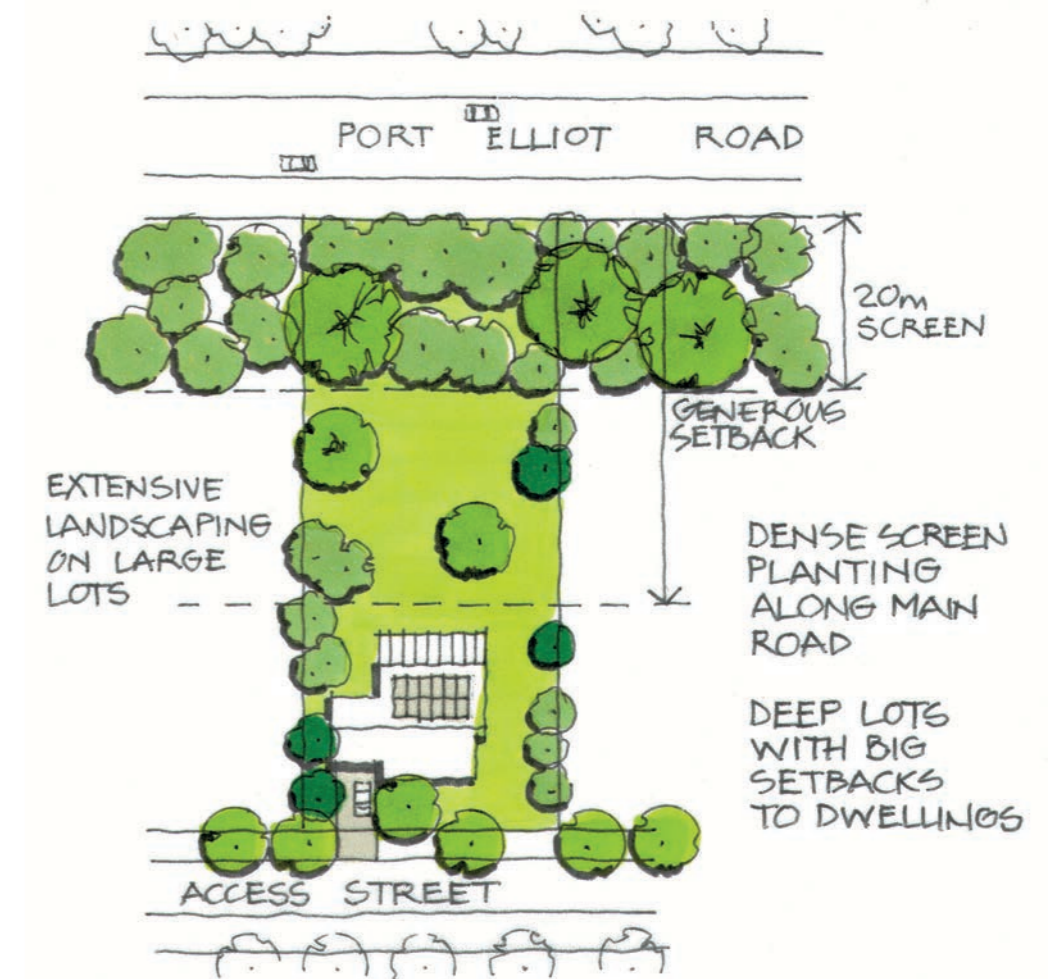 PORT ELLIOT ROAD
20m
SCREEN
GENEROUS
SETBACK
EXTENSIVE
LANDSCAPING
ON LARGE
LOTS
DENSE SCREEN
PLANTING
ALONG MAIN
ROAD
DEEP LOTS
WITH BIG
SETBACKS
TO DWELLINGS
ACCESS STREET